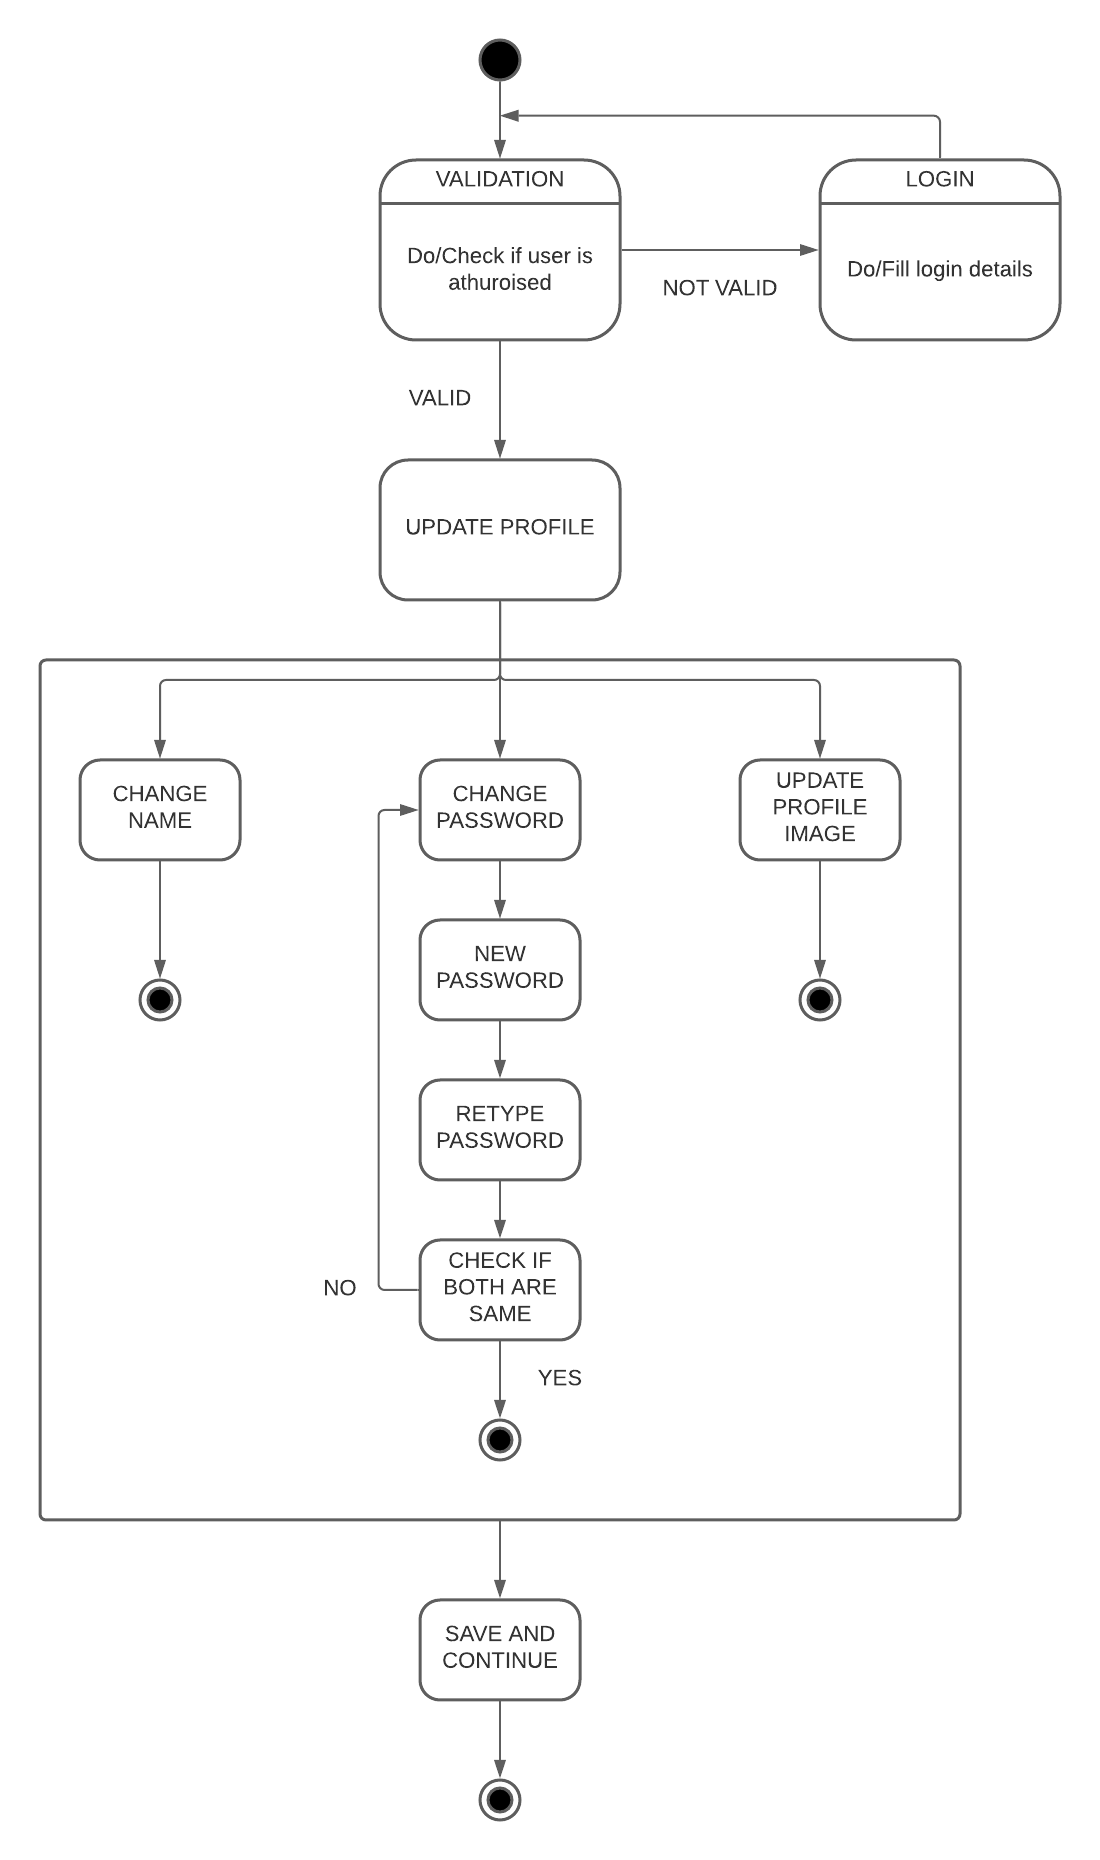 VALIDATION
Do/Check if user is
athuroised
LOGIN
Do/Fill login details
NOT VALID
VALID
UPDATE PROFILE
CHANGE
NAME
CHANGE
PASSWORD
UPDATE
PROFILE
IMAGE
NEW
PASSWORD
RETYPE
PASSWORD
CHECK IF
BOTH ARE
SAME
NO
YES
SAVE AND
CONTINUE